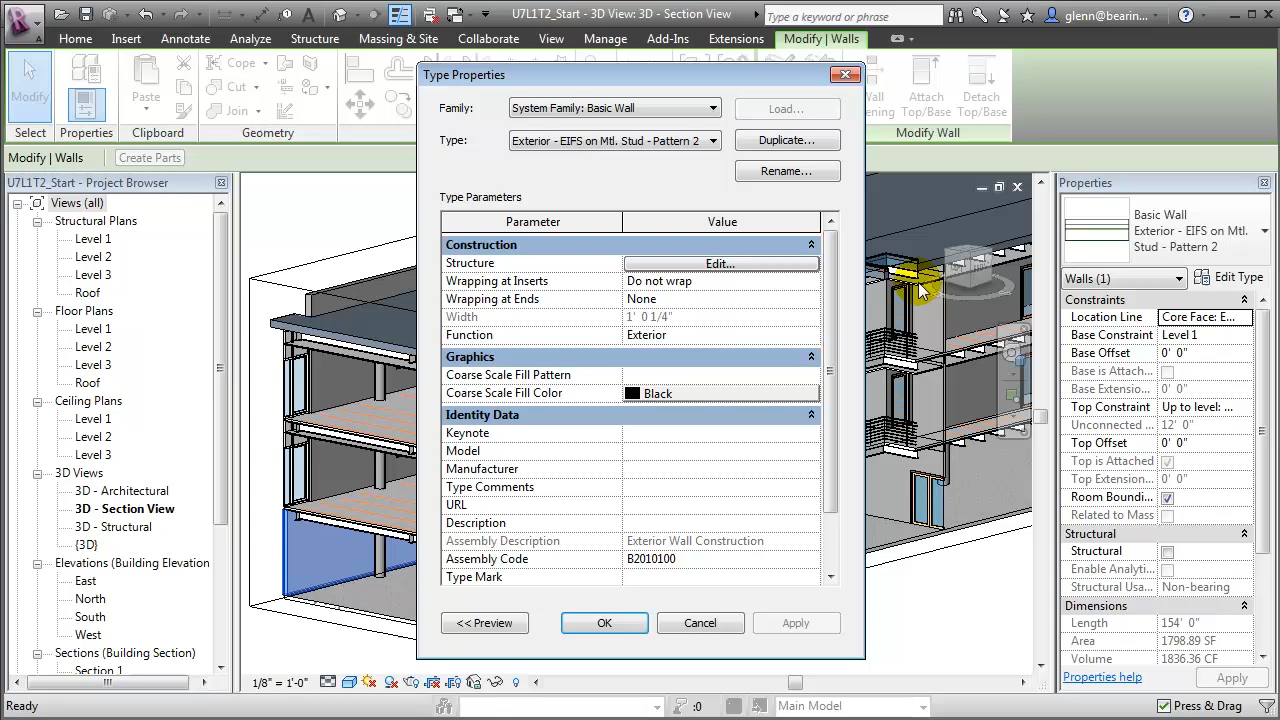 U7L1T2_Start - 3D View: 3D - Section View
Type a keyword or phrase
glenn@bearin...
Home Insert Annotate Analyze Structure Massing & Site Collaborate View Manage Add-Ins Extensions Modify | Walls
Modify
Paste
Cope
Cut
Join
Wall
Opening
Attach
Top/Base
Detach
Top/Base
Select Properties Clipboard Geometry Modify Wall
Modify | Walls Create Parts
U7L1T2_Start - Project Browser
Views (all)
Structural Plans
Level 1
Level 2
Level 3
Roof
Floor Plans
Level 1
Level 2
Level 3
Roof
Ceiling Plans
Level 1
Level 2
Level 3
3D Views
3D - Architectural
3D - Section View
3D - Structural
{3D}
Elevations (Building Elevation
East
North
South
West
Sections (Building Section)
Section 1
Type Properties
Family: System Family: Basic Wall Load...
Type: Exterior - EIFS on Mtl. Stud - Pattern 2 Duplicate...
Rename...
Type Parameters
Parameter Value
Construction
Structure Edit...
Wrapping at Inserts Do not wrap
Wrapping at Ends None
Width 1' 0 1/4"
Function Exterior
Graphics
Coarse Scale Fill Pattern
Coarse Scale Fill Color Black
Identity Data
Keynote
Model
Manufacturer
Type Comments
URL
Description
Assembly Description Exterior Wall Construction
Assembly Code B2010100
Type Mark
<< Preview OK Cancel Apply
Properties
Basic Wall
Exterior - EIFS on Mtl.
Stud - Pattern 2
Walls (1) Edit Type
Constraints
Location Line Core Face: E...
Base Constraint Level 1
Base Offset 0' 0"
Base is Attach...
Base Extensio...
Top Constraint Up to level: ...
Unconnected ... 12' 0"
Top Offset 0' 0"
Top is Attached
Top Extension... 0' 0"
Room Boundi...
Related to Mass
Structural
Structural
Enable Analyti...
Structural Usa... Non-bearing
Dimensions
Length 154' 0"
Area 1798.89 SF
Volume 1836.36 CF
Properties help Apply
1/8" = 1'-0"
Ready :0 Main Model Press & Drag